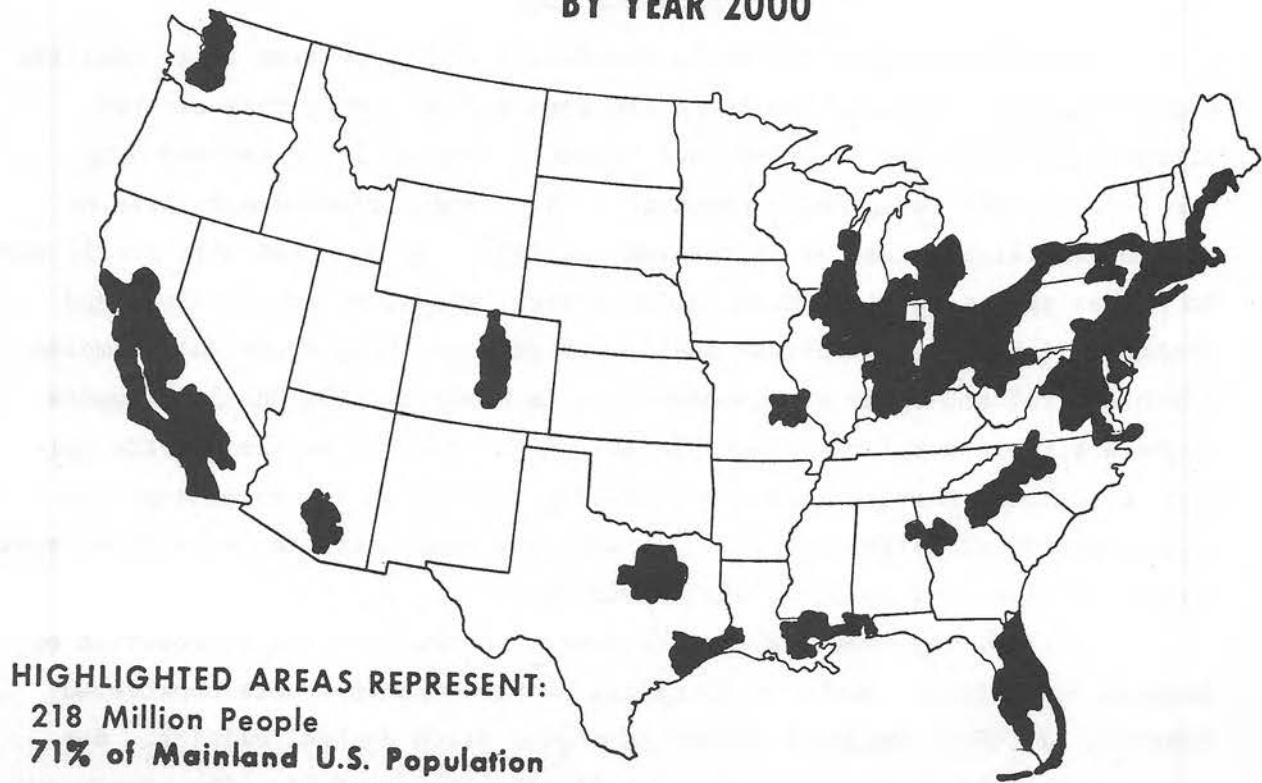 BY YEAR 2000
HIGHLIGHTED AREAS REPRESENT:
218 Million People
71% of Mainland U.S. Population